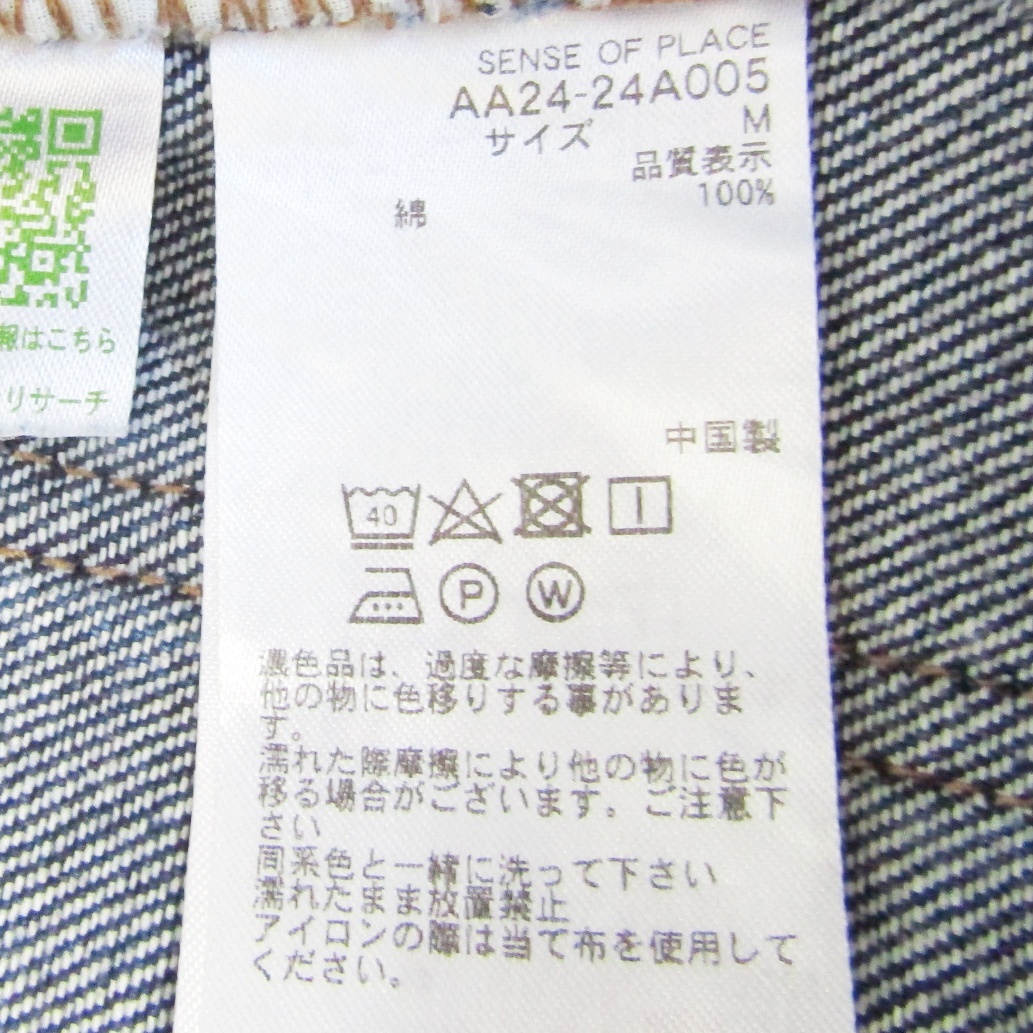 SENSE OF PLACE
AA24-24A005
サイズ M
品質表示
綿 100%
中国製
40
P W
濃色品は、過度な摩擦等により、
他の物に色移りする事がありま
す。
濡れた際摩擦により他の物に色が
移る場合がございます。ご注意下
さい
同系色と一緒に洗って下さい
濡れたまま放置禁止
アイロンの際は当て布を使用して
ください。
報はこちら
リサーチ